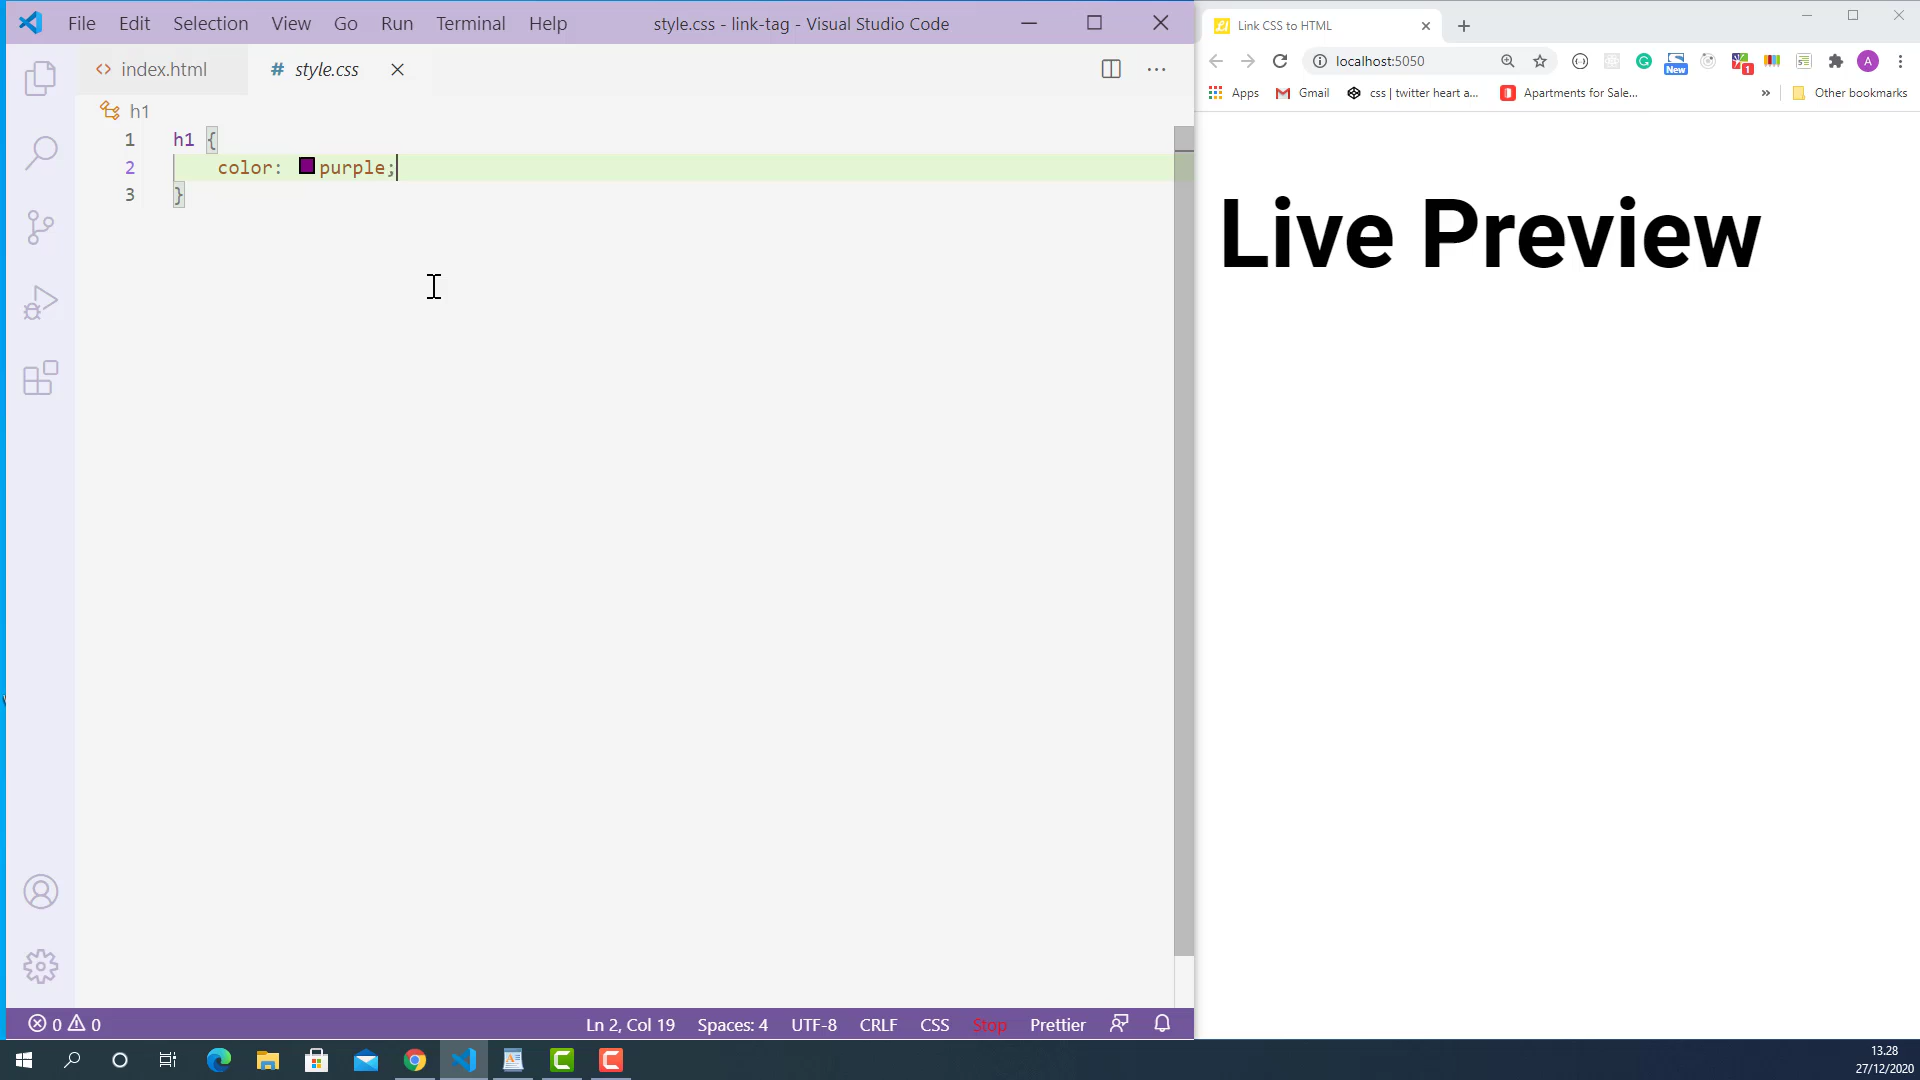 File Edit Selection View Go Run Terminal Help style.css - link-tag - Visual Studio Code
index.html # style.css
h1
1 h1 {
2 color: purple;
3 }
0 0 Ln 2, Col 19 Spaces: 4 UTF-8 CRLF CSS Stop Prettier
Link CSS to HTML
localhost:5050 New 1 A
Apps Gmail css | twitter heart a... Apartments for Sale... » Other bookmarks
Live Preview
13.28
27/12/2020